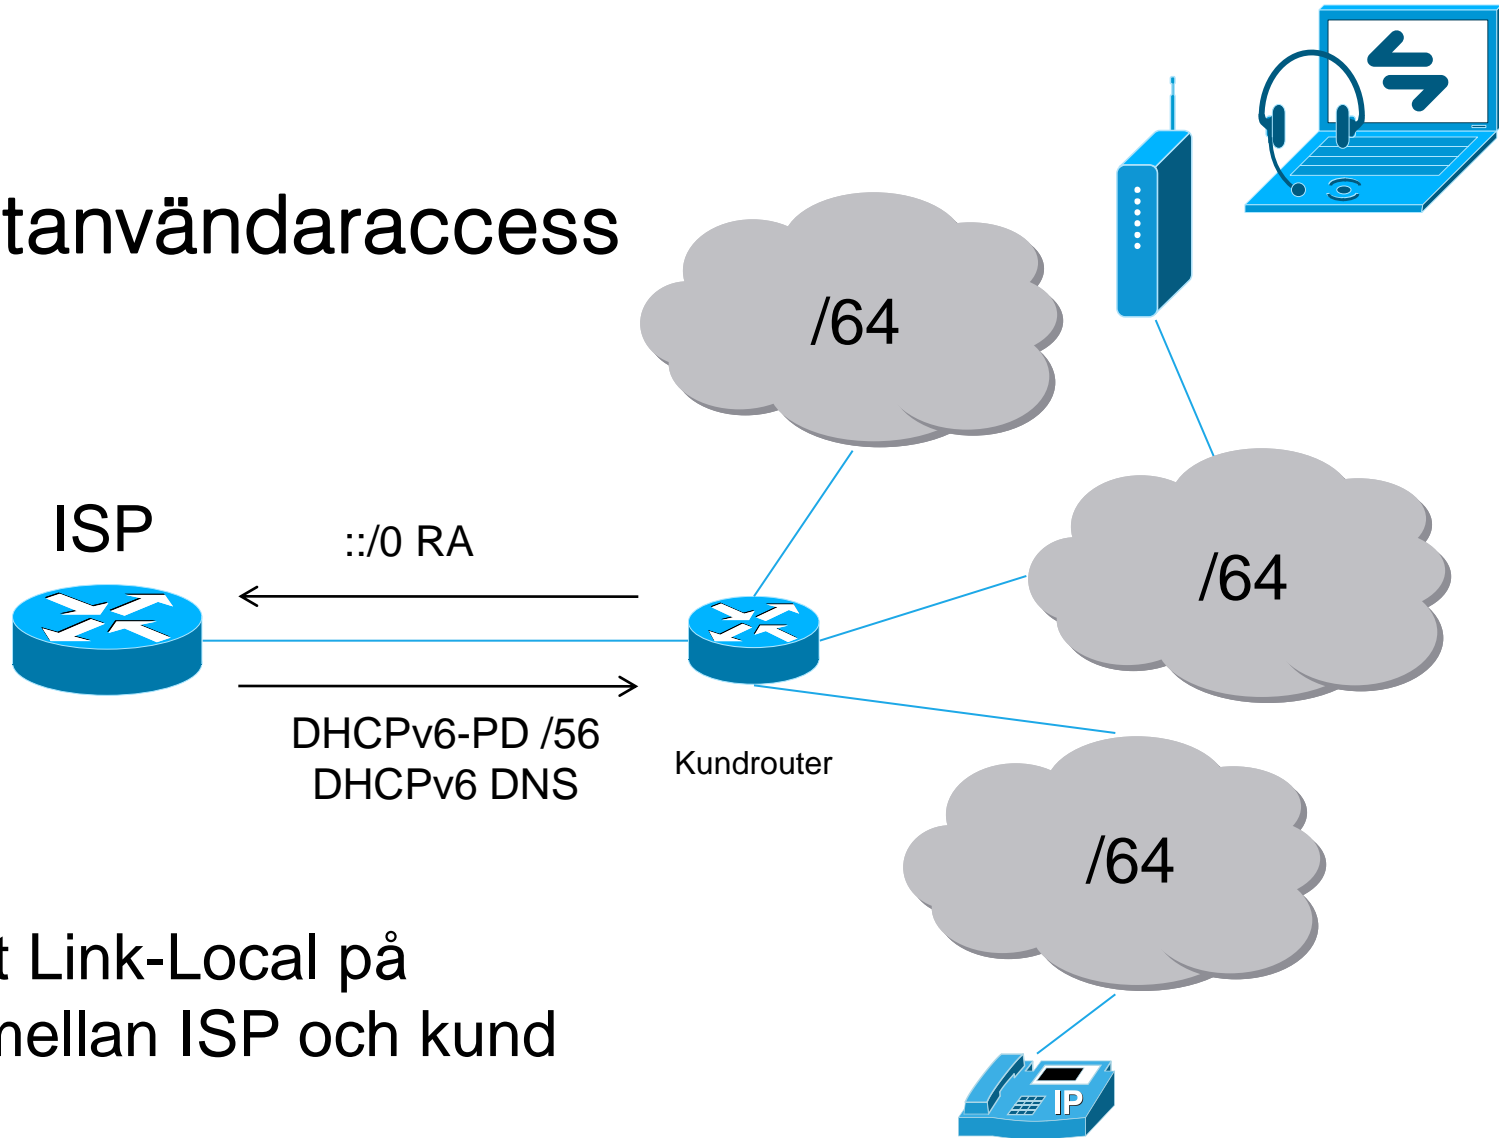 tanvändaraccess
/64
ISP
::/0 RA
/64
DHCPv6-PD /56
DHCPv6 DNS
Kundrouter
/64
t Link-Local på
mellan ISP och kund
IP